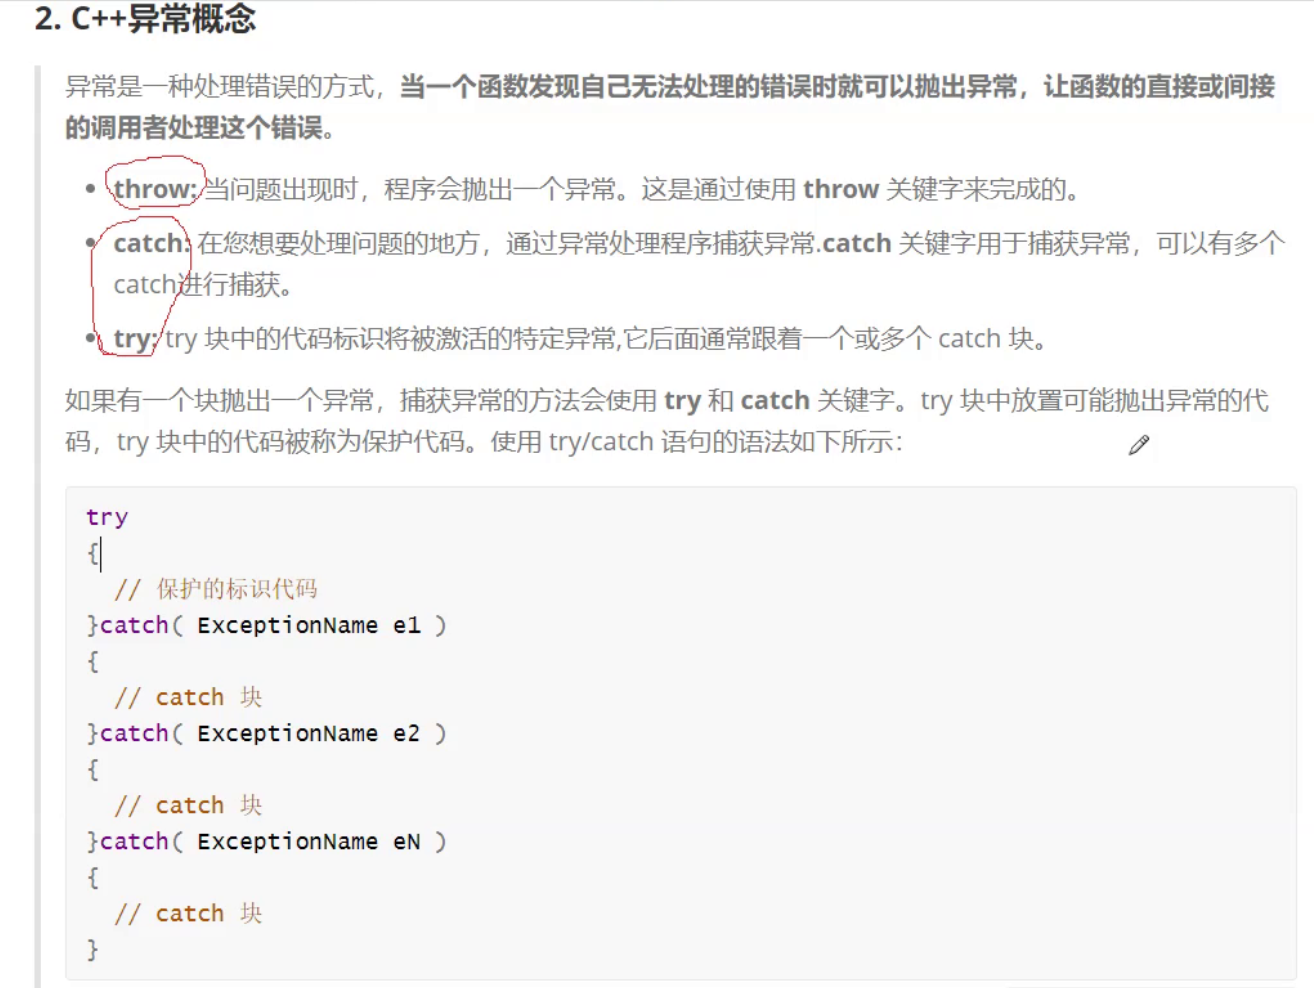 2. C++异常概念
异常是一种处理错误的方式，当一个函数发现自己无法处理的错误时就可以抛出异常，让函数的直接或间接
的调用者处理这个错误。
throw: 当问题出现时，程序会抛出一个异常。这是通过使用 throw 关键字来完成的。
catch: 在您想要处理问题的地方，通过异常处理程序捕获异常.catch 关键字用于捕获异常，可以有多个
catch进行捕获。
try: try 块中的代码标识将被激活的特定异常,它后面通常跟着一个或多个 catch 块。
如果有一个块抛出一个异常，捕获异常的方法会使用 try 和 catch 关键字。try 块中放置可能抛出异常的代
码，try 块中的代码被称为保护代码。使用 try/catch 语句的语法如下所示：
try
{
// 保护的标识代码
}catch( ExceptionName e1 )
{
// catch 块
}catch( ExceptionName e2 )
{
// catch 块
}catch( ExceptionName eN )
{
// catch 块
}